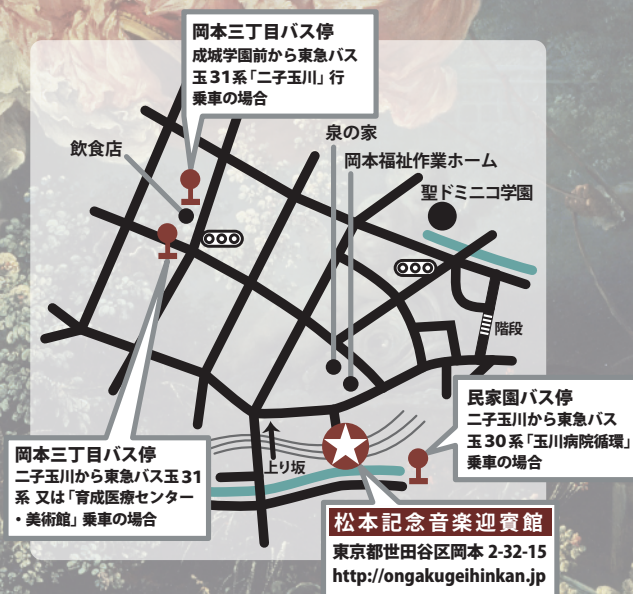 岡本三丁目バス停
成城学園前から東急バス
玉31系「二子玉川」行
乗車の場合
飲食店
泉の家
岡本福祉作業ホーム
聖ドミニコ学園
階段
民家園バス停
二子玉川から東急バス
玉30系「玉川病院循環」
乗車の場合
岡本三丁目バス停
二子玉川から東急バス玉31
系 又は「育成医療センター
・美術館」乗車の場合
上り坂
松本記念音楽迎賓館
東京都世田谷区岡本 2-32-15
http://ongakugeihinkan.jp